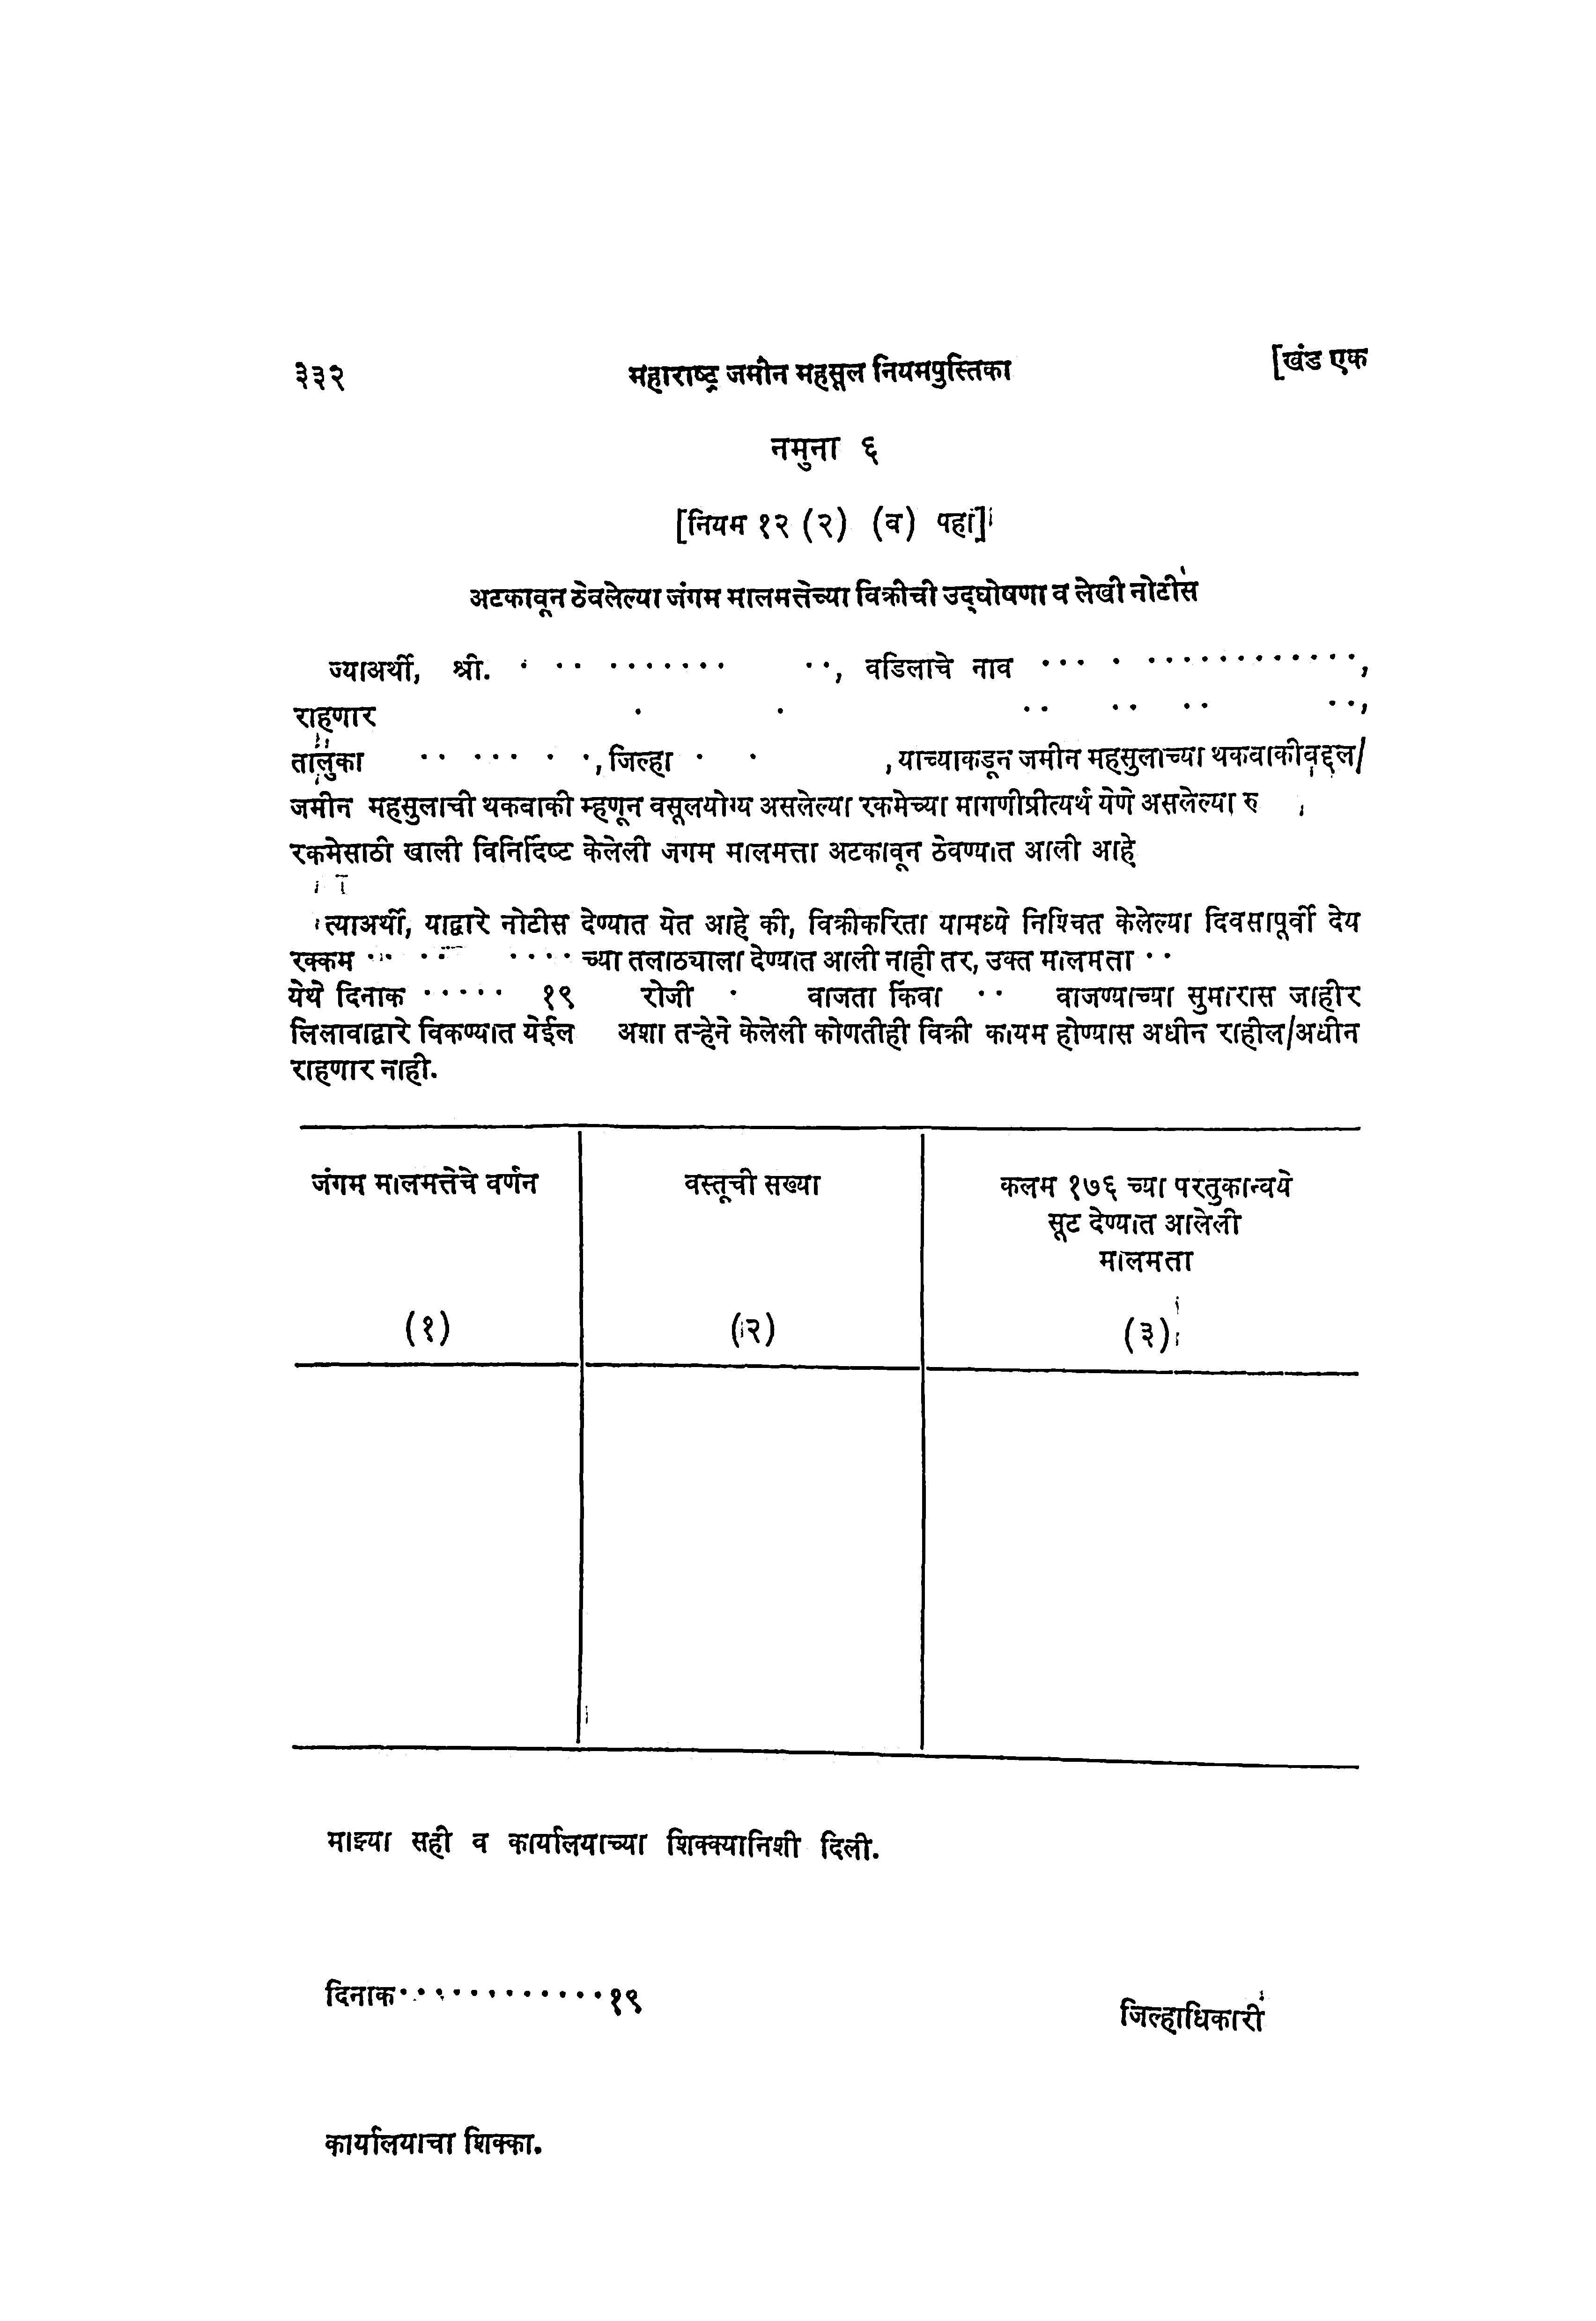 ३३२ महाराष्ट्र जमीन महसूल नियमपुस्तिका [खंड एक
नमुना ६
[नियम १२ (२) (व) पहा]
अटकावून ठेवलेल्या जंगम मालमत्तेच्या विक्रीची उद्‌घोषणा व लेखी नोटीस
ज्याअर्थी, श्री. . .. ....... .., वडिलाचे नाव ... . ............,
राहणार . . .. .. .. ..,
तालुका .. ... . ., जिल्हा . . , याच्याकडून जमीन महसुलाच्या थकवाकीवद्दल/
जमीन महसुलाची थकवाकी म्हणून वसूलयोग्य असलेल्या रकमेच्या मागणीप्रीत्यर्थ येणे असलेल्या रु ,
रकमेसाठी खाली विनिर्दिष्ट केलेली जगम मालमत्ता अटकावून ठेवण्यात आली आहे
त्याअर्थी, याद्वारे नोटीस देण्यात येत आहे की, विक्रीकरिता यामध्ये निश्चित केलेल्या दिवसापूर्वी देय
रक्कम .. .. .... च्या तलाठ्याला देण्यात आली नाही तर, उक्त मालमता ..
येथे दिनाक ..... १९ रोजी . वाजता किंवा .. वाजण्याच्या सुमारास जाहीर
लिलावाद्वारे विकण्यात येईल अशा तऱ्हेने केलेली कोणतीही विक्री कायम होण्यास अधीन राहील/अधीन
राहणार नाही.
जंगम मालमत्तेचे वर्णन वस्तूची सख्या कलम १७६ च्या परतुकान्वये
सूट देण्यात आलेली
मालमता
(१) (२) (३)
माझ्या सही व कार्यालयाच्या शिक्क्यानिशी दिली.
दिनाक............१९
जिल्हाधिकारी
कार्यालयाचा शिक्का.